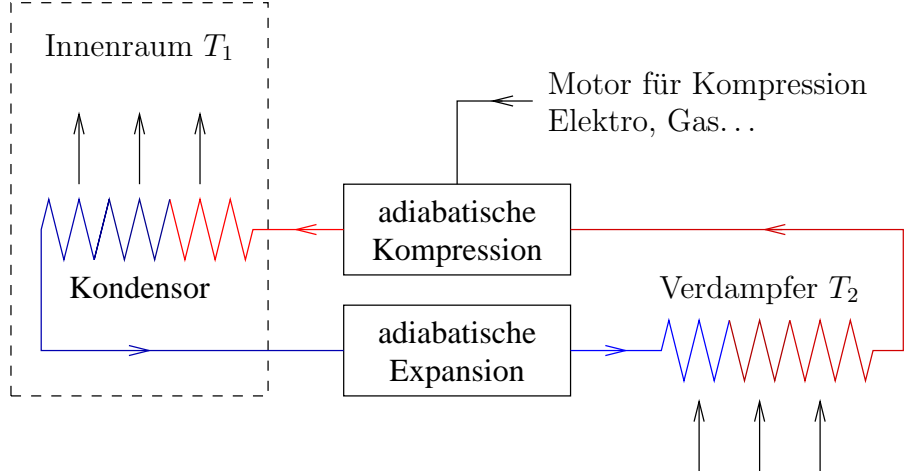 Innenraum T₁
Motor für Kompression
Elektro, Gas…
adiabatische
Kompression
Kondensor
Verdampfer T₂
adiabatische
Expansion